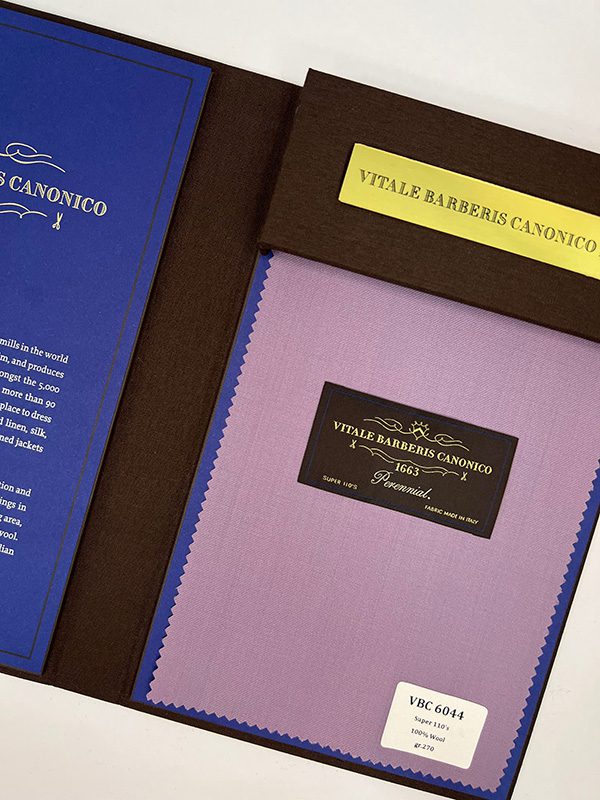 S CANONICO
mills in the world
m, and produces
ongst the 5,000
more than 90
place to dress
d linen, silk,
ned jackets
tion and
ings in
g area,
wool.
dian
VITALE BARBERIS CANONICO
VITALE BARBERIS CANONICO
1663
Perennial.
SUPER 110'S
FABRIC MADE IN ITALY
VBC 6044
Super 110's
100% Wool
gr.270